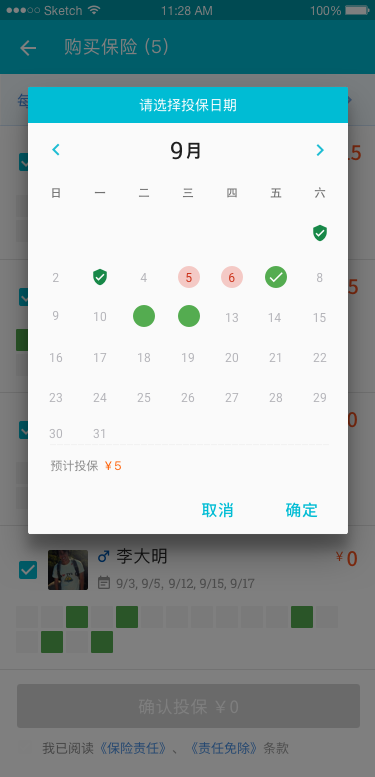 Sketch 11:28 AM 100%
购买保险 (5)
每
请选择投保日期
9月
5
日 一 二 三 四 五 六
2 4 5 6 8
5
9 10 13 14 15
16 17 18 19 20 21 22
23 24 25 26 27 28 29
0
30 31
预计投保 ¥5
取消 确定
李大明
¥0
9/3, 9/5, 9/12, 9/15, 9/17
确认投保 ¥0
我已阅读《保险责任》、《责任免除》条款